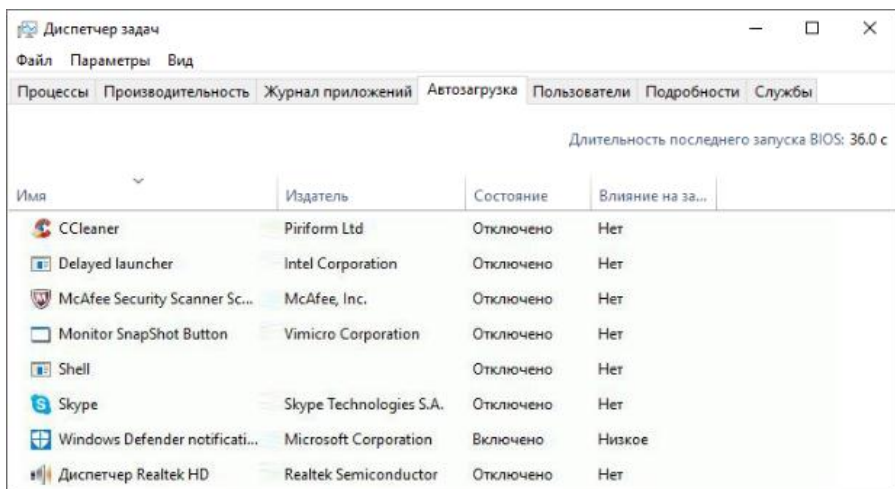 Диспетчер задач
Файл Параметры Вид
Процессы Производительность Журнал приложений Автозагрузка Пользователи Подробности Службы
Длительность последнего запуска BIOS: 36.0 с
Имя Издатель Состояние Влияние на за...
CCleaner Piriform Ltd Отключено Нет
Delayed launcher Intel Corporation Отключено Нет
McAfee Security Scanner Sc... McAfee, Inc. Отключено Нет
Monitor SnapShot Button Vimicro Corporation Отключено Нет
Shell Отключено Нет
Skype Skype Technologies S.A. Отключено Нет
Windows Defender notificati... Microsoft Corporation Включено Низкое
Диспетчер Realtek HD Realtek Semiconductor Отключено Нет